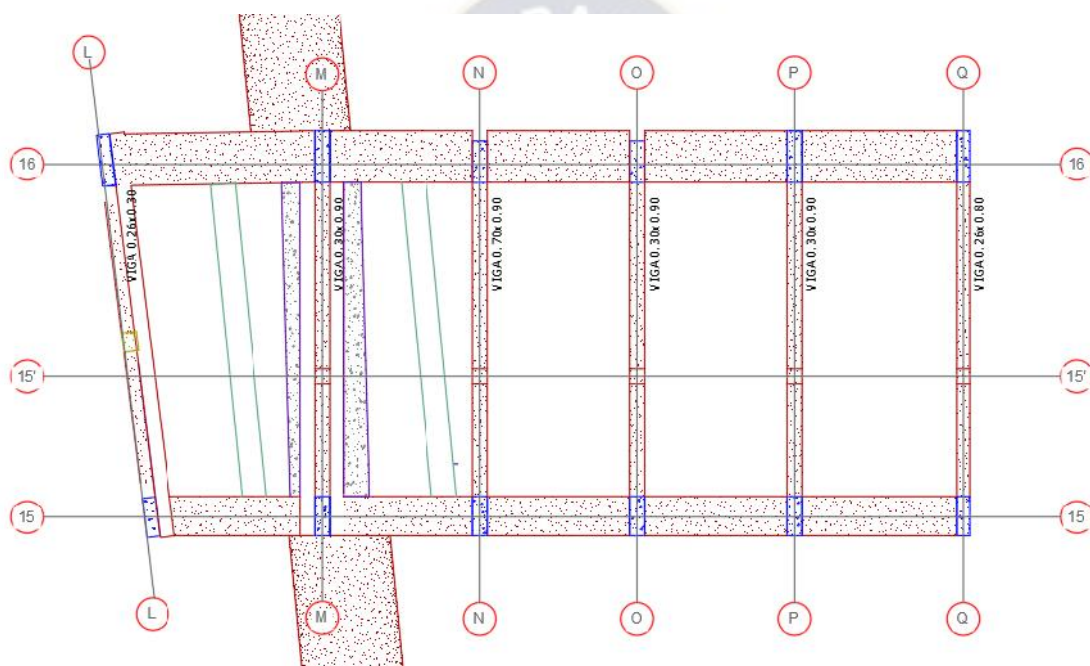 L
M
N
O
P
Q
16
16
VIGA 0.26x0.30
VIGA 0.30x0.90
VIGA 0.70x0.90
VIGA 0.30x0.90
VIGA 0.30x0.90
VIGA 0.26x0.80
15'
15'
15
15
L
M
N
O
P
Q